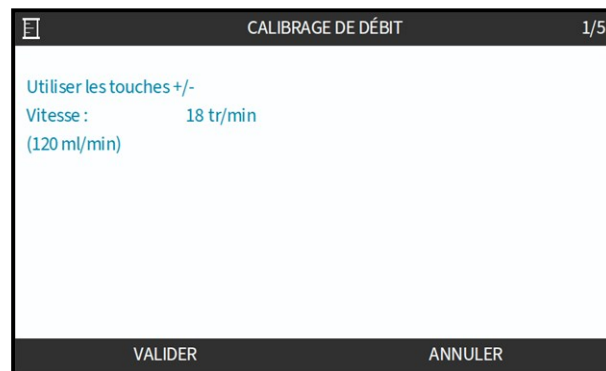 CALIBRAGE DE DÉBIT 1/5
Utiliser les touches +/-
Vitesse : 18 tr/min
(120 ml/min)
VALIDER ANNULER